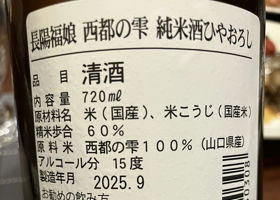 長陽福娘 西都の雫 純米酒ひやおろし
品目 清酒
内容量 720㎖
原材料名 米（国産）、米こうじ（国産米）
精米歩合 60％
原料米 西都の雫100％（山口県産）
アルコール分 15度
製造年月 2025.9
お勧めの飲み方